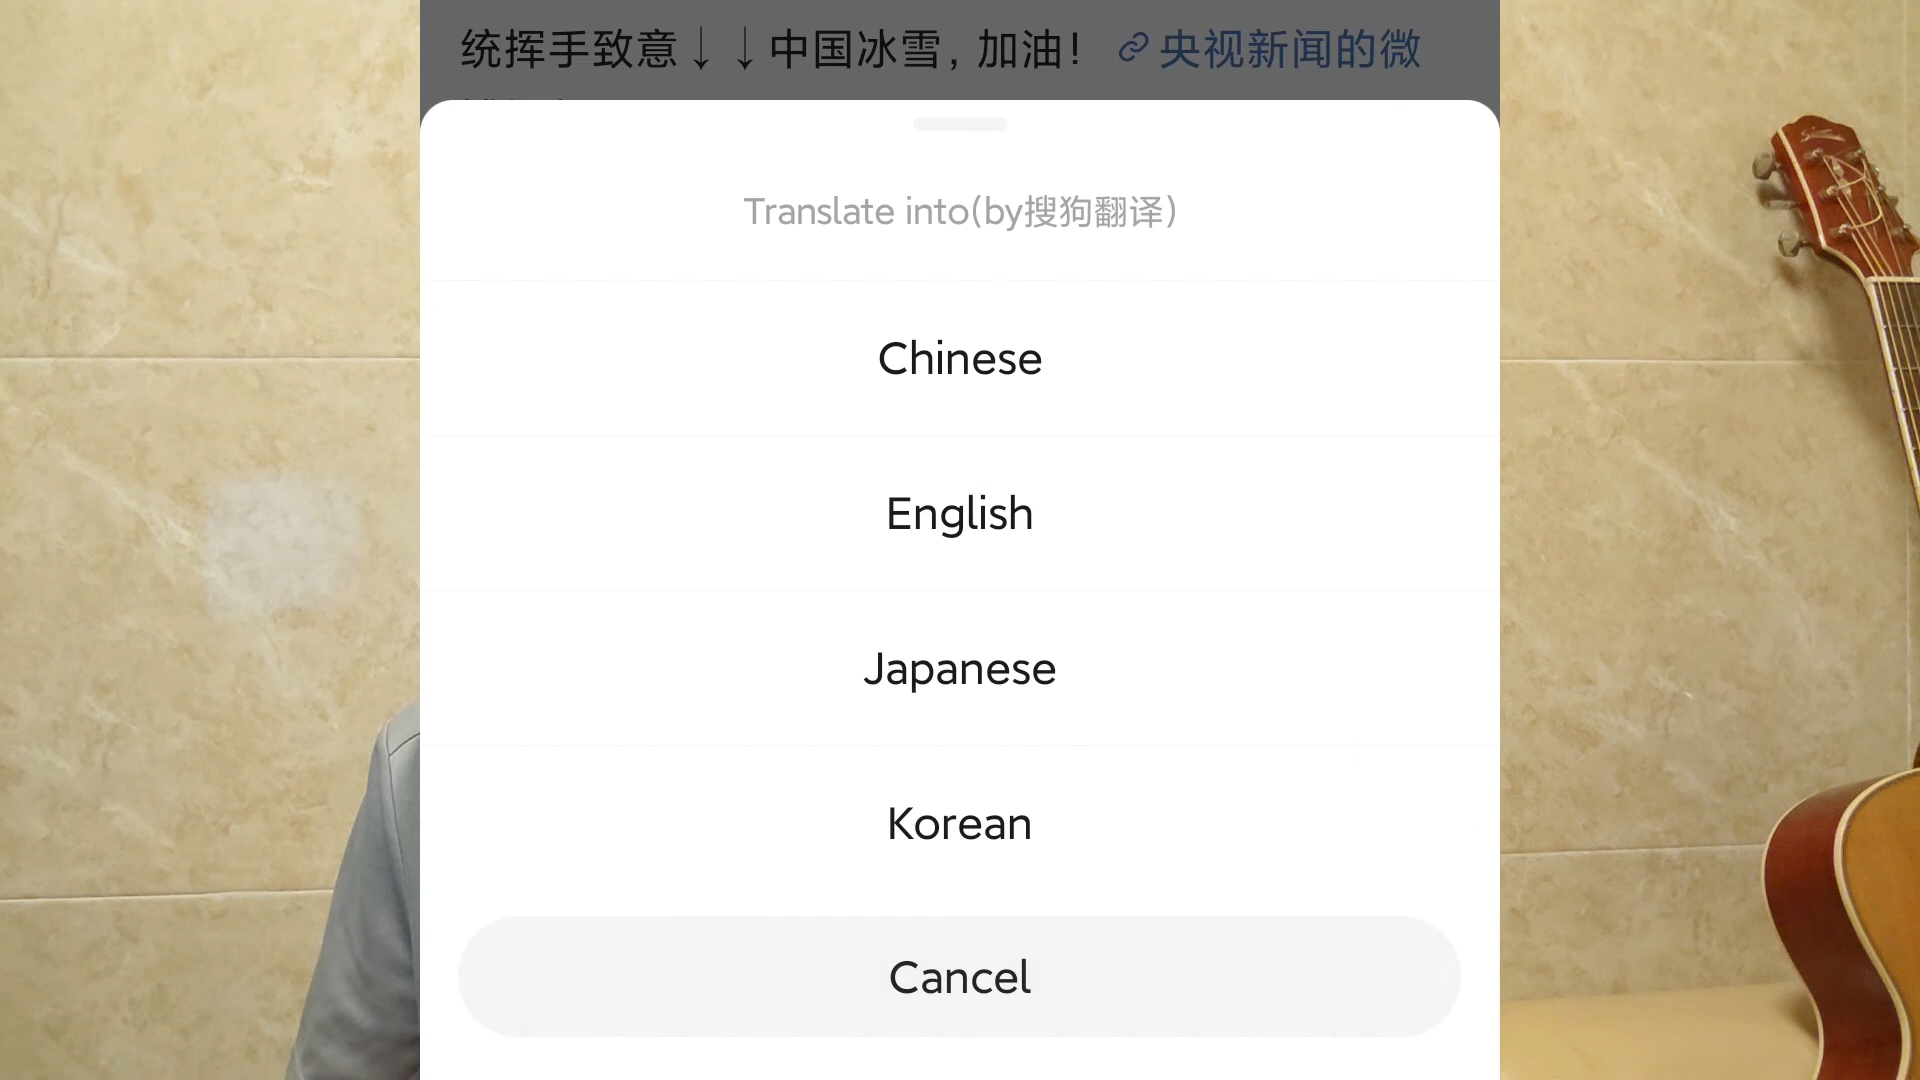 统挥手致意↓↓中国冰雪，加油！ 央视新闻的微
Translate into(by搜狗翻译)
Chinese
English
Japanese
Korean
Cancel